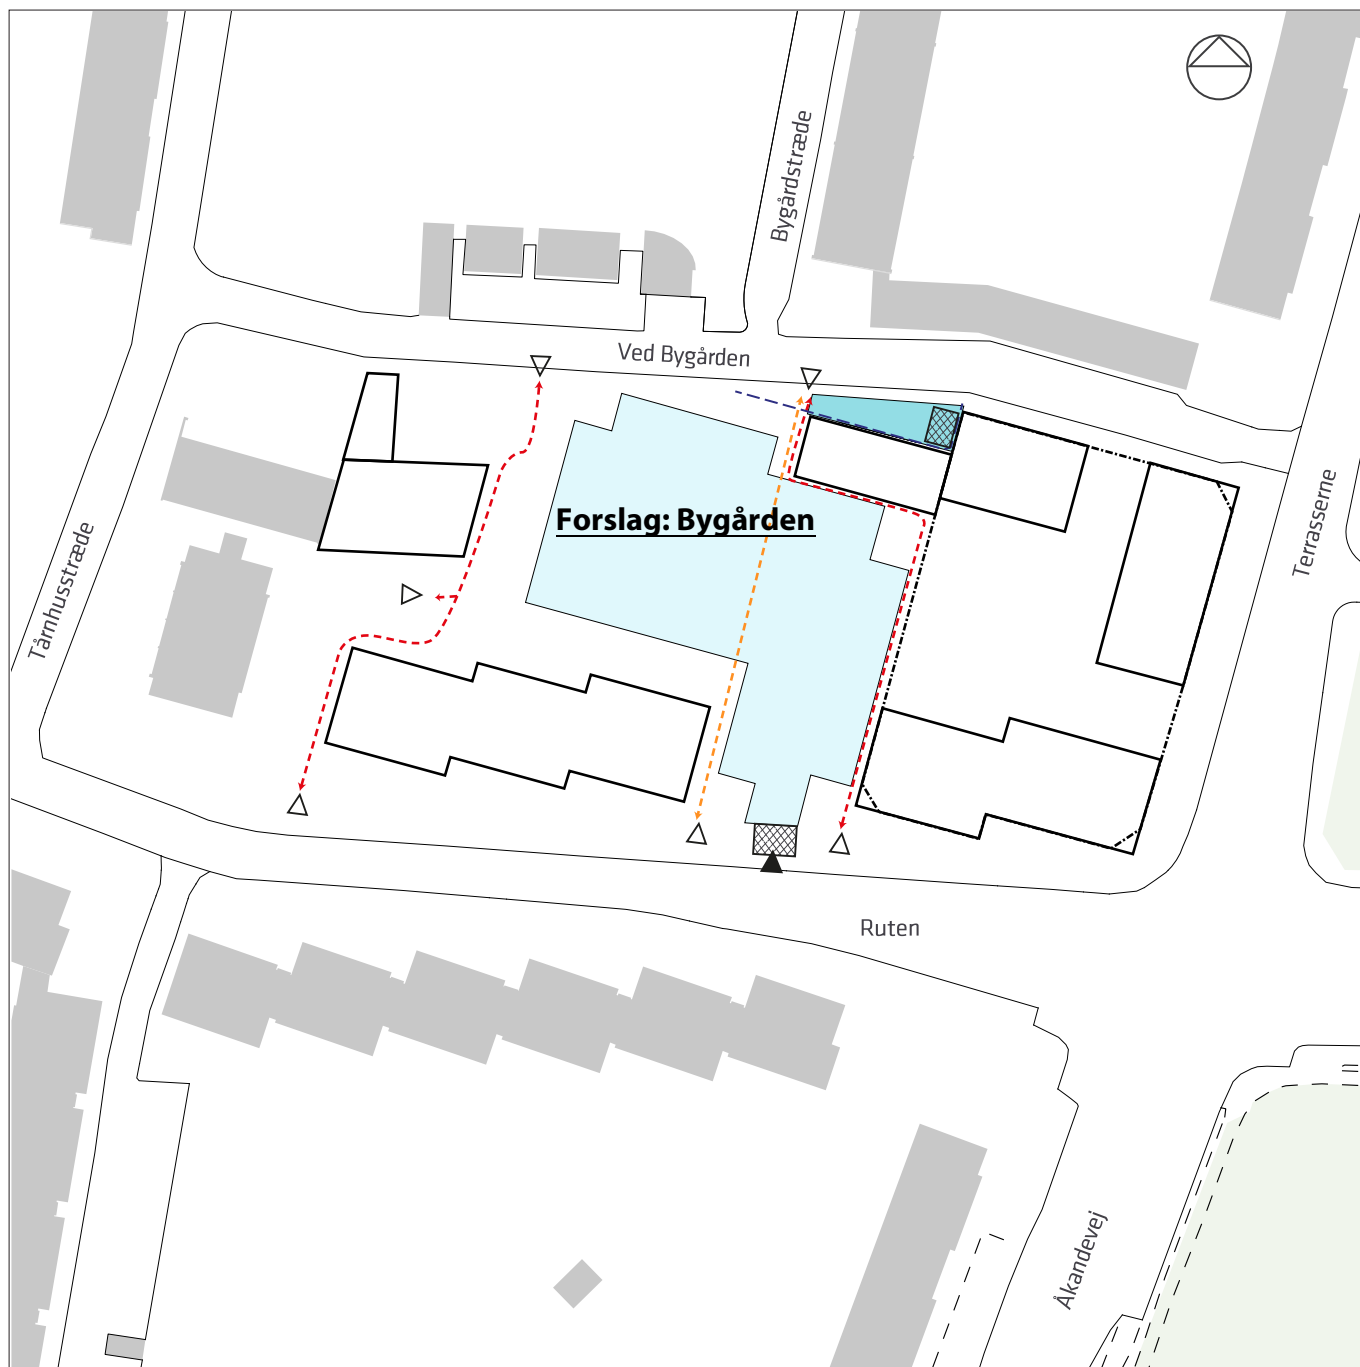 Bygårdstræde
Ved Bygården
Forslag: Bygården
Terrasserne
Tårnhusstræde
Ruten
Åkandevej